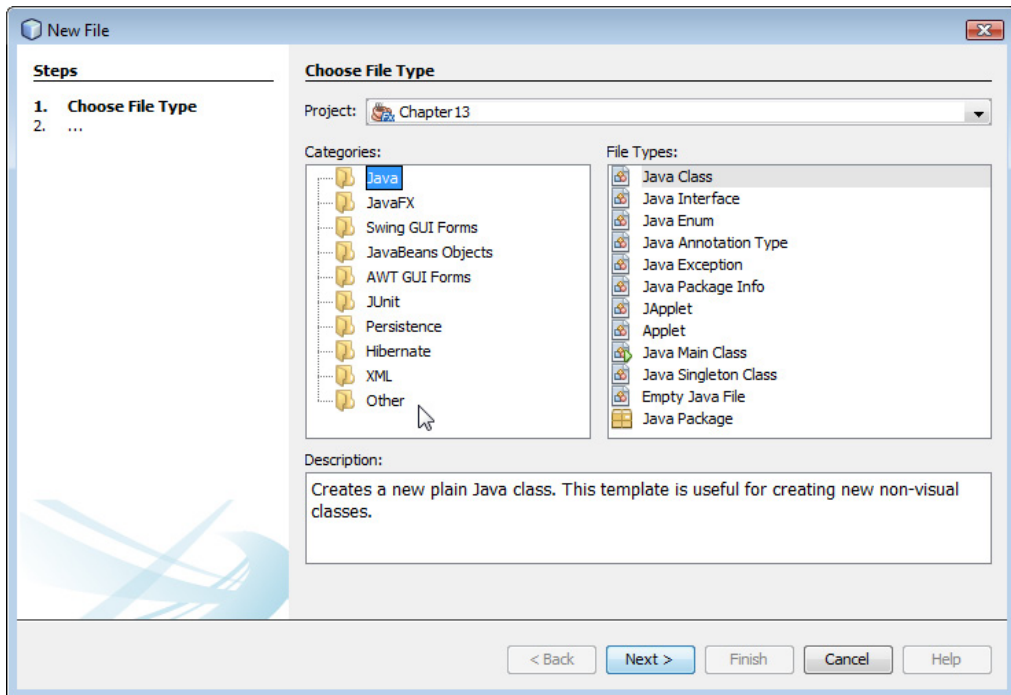 New File
Steps
1. Choose File Type
2. ...
Choose File Type
Project: Chapter13
Categories:
Java
JavaFX
Swing GUI Forms
JavaBeans Objects
AWT GUI Forms
JUnit
Persistence
Hibernate
XML
Other
File Types:
Java Class
Java Interface
Java Enum
Java Annotation Type
Java Exception
Java Package Info
JApplet
Applet
Java Main Class
Java Singleton Class
Empty Java File
Java Package
Description:
Creates a new plain Java class. This template is useful for creating new non-visual
classes.
< Back Next > Finish Cancel Help